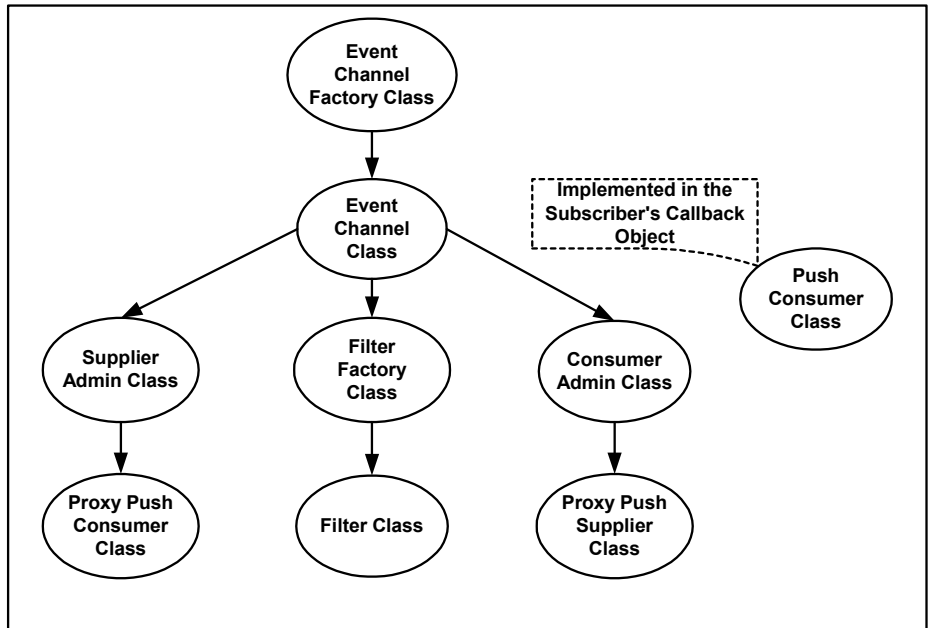 Event
Channel
Factory Class
Event
Channel
Class
Implemented in the
Subscriber's Callback
Object
Push
Consumer
Class
Supplier
Admin Class
Filter
Factory
Class
Consumer
Admin Class
Proxy Push
Consumer
Class
Filter Class
Proxy Push
Supplier
Class